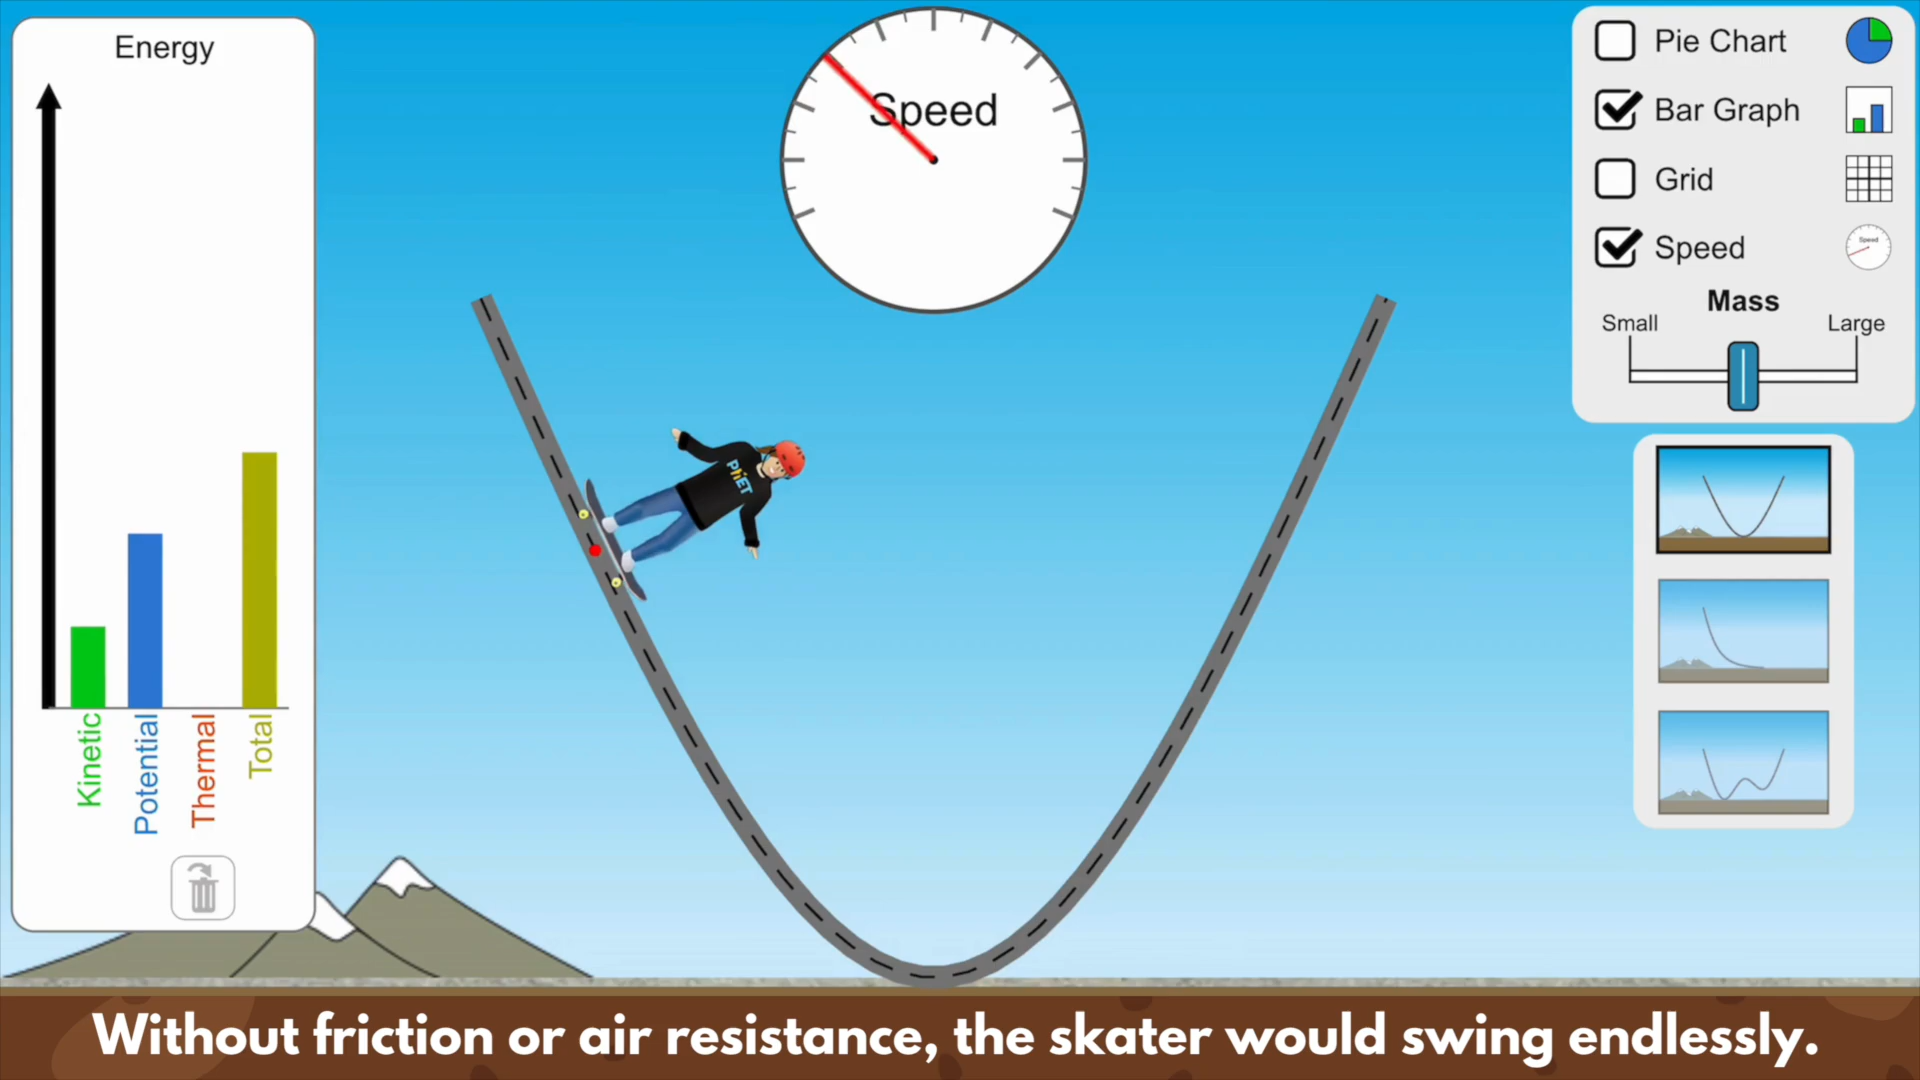 Energy
Kinetic
Potential
Thermal
Total
Speed
PhET
Pie Chart
Bar Graph
Grid
Speed
Speed
Mass
Small
Large
Without friction or air resistance, the skater would swing endlessly.